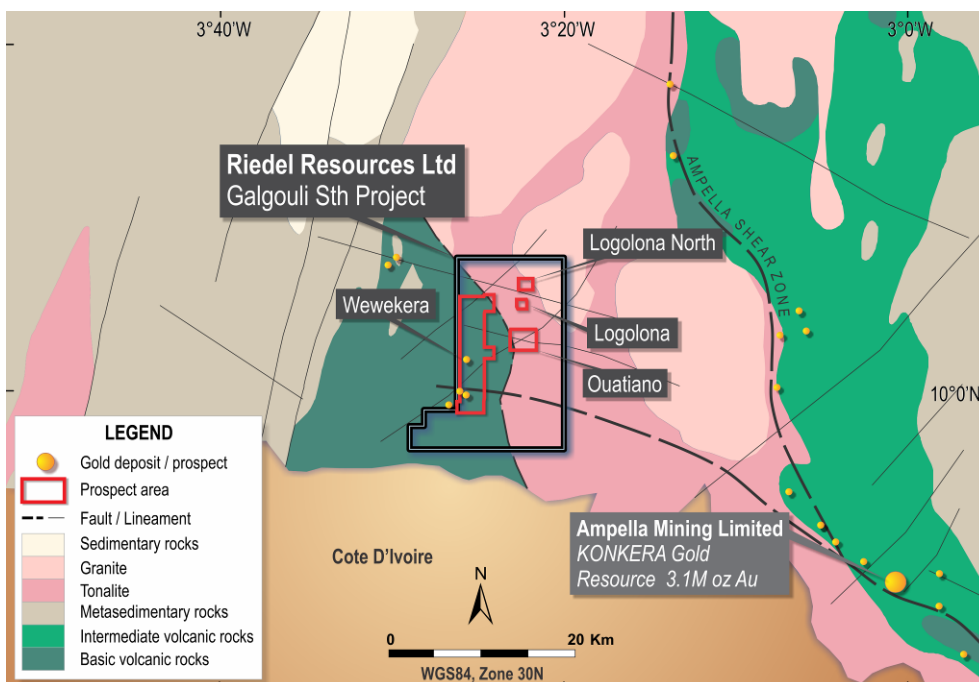 3°40'W
3°20'W
3°0'W
Riedel Resources Ltd
Galgouli Sth Project
AMPELLA SHEAR ZONE
Logolona North
Wewekera
Logolona
Ouatiano
10°0'N
LEGEND
Gold deposit / prospect
Prospect area
Fault / Lineament
Sedimentary rocks
Granite
Tonalite
Metasedimentary rocks
Intermediate volcanic rocks
Basic volcanic rocks
Ampella Mining Limited
KONKERA Gold
Resource 3.1M oz Au
Cote D'Ivoire
N
0 20 Km
WGS84, Zone 30N